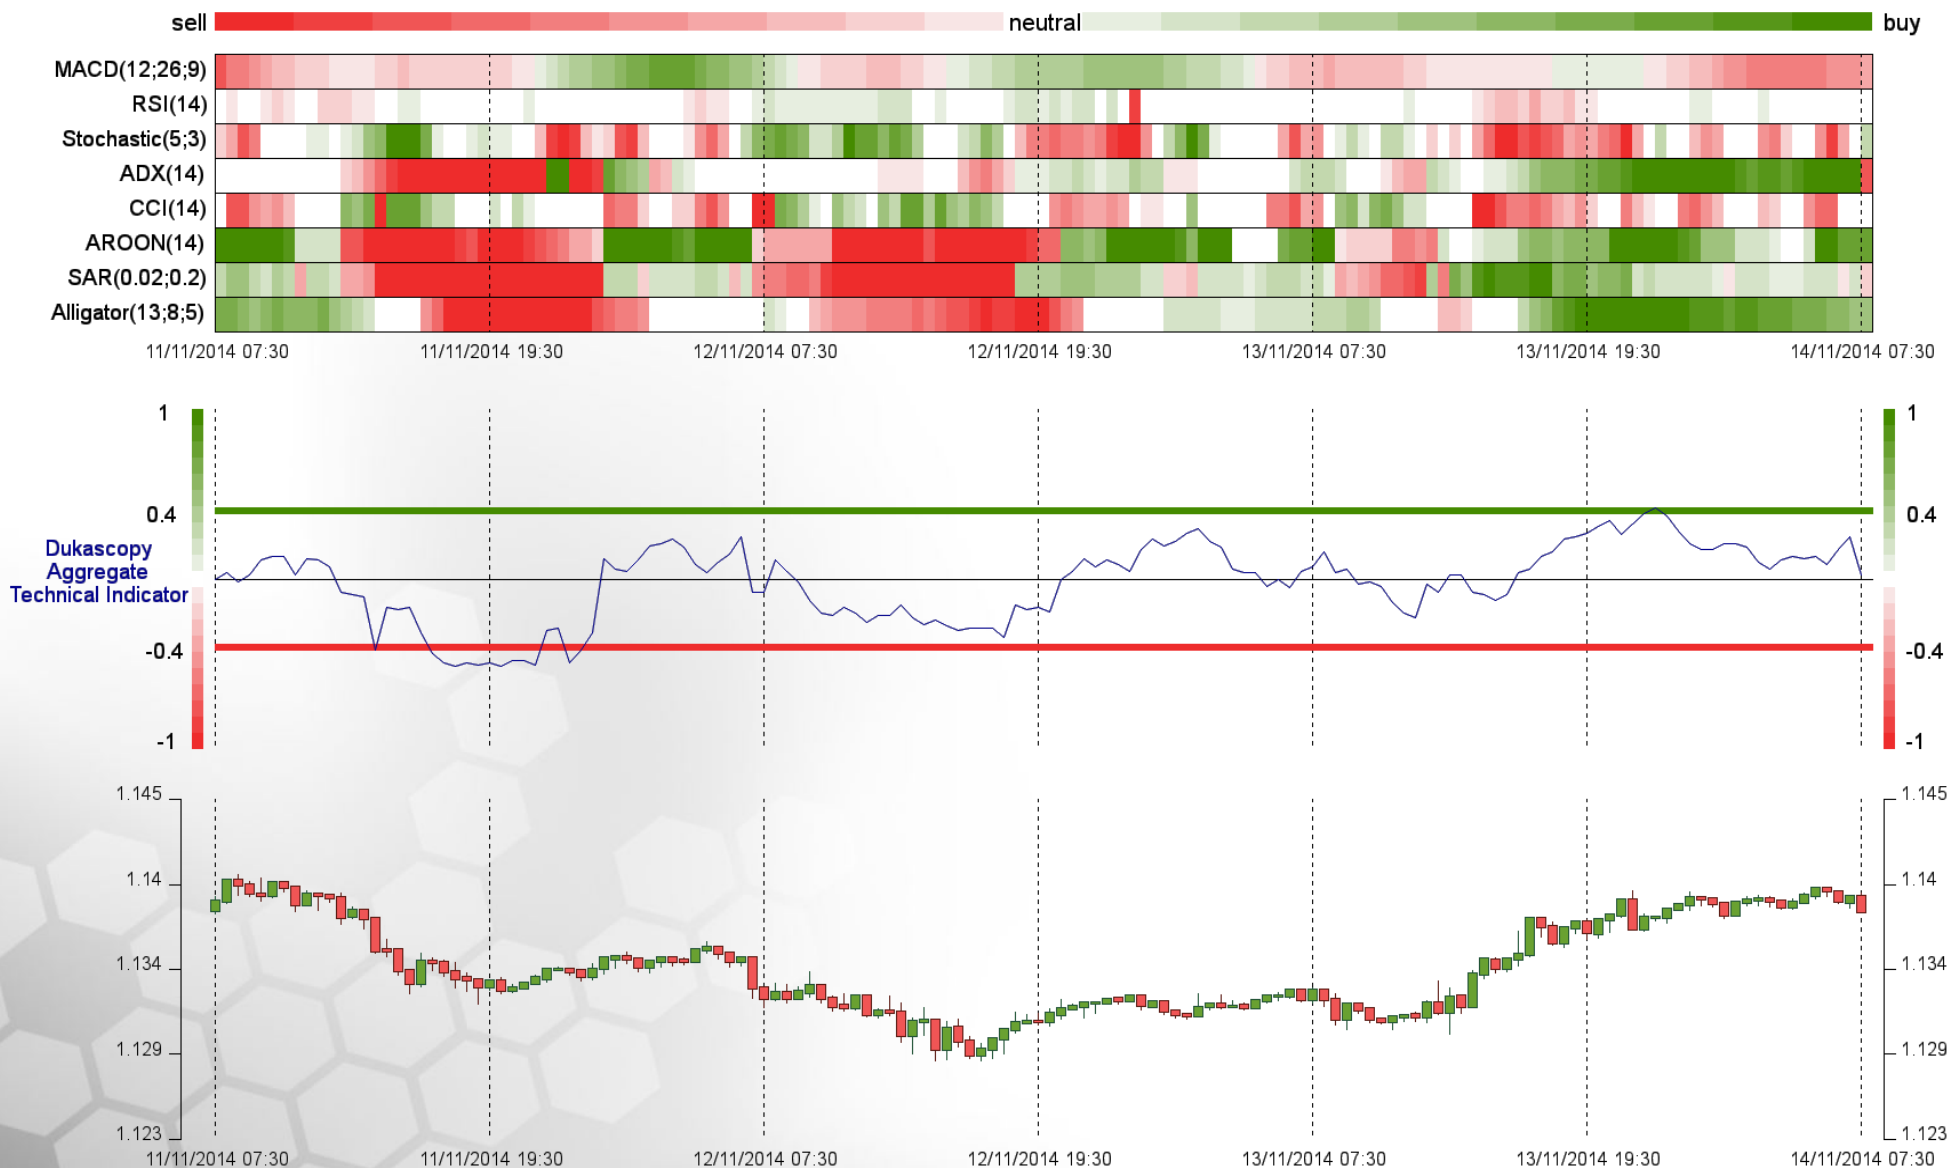 sell neutral buy
MACD(12;26;9)
RSI(14)
Stochastic(5;3)
ADX(14)
CCI(14)
AROON(14)
SAR(0.02;0.2)
Alligator(13;8;5)
11/11/2014 07:30 11/11/2014 19:30 12/11/2014 07:30 12/11/2014 19:30 13/11/2014 07:30 13/11/2014 19:30 14/11/2014 07:30
1 1
0.4 0.4
Dukascopy
Aggregate
Technical Indicator
-0.4 -0.4
-1 -1
1.145 1.145
1.14 1.14
1.134 1.134
1.129 1.129
1.123 1.123
11/11/2014 07:30 11/11/2014 19:30 12/11/2014 07:30 12/11/2014 19:30 13/11/2014 07:30 13/11/2014 19:30 14/11/2014 07:30